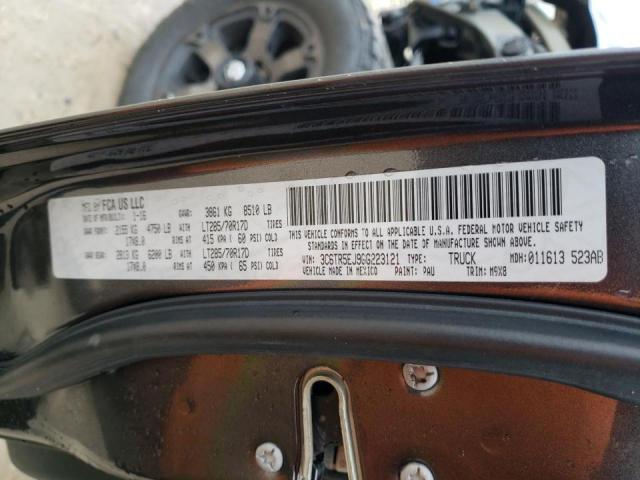 MFD BY FCA US LLC
DATE OF MFR(BUILT): 1-16 GVWR: 3861 KG 8510 LB
GAWR FRONT: 2155 KG 4750 LB WITH LT285/70R17D TIRES
17X8.0 RIMS AT 415 KPA ( 60 PSI) COLD
GAWR REAR: 2813 KG 6200 LB WITH LT285/70R17D TIRES
17X8.0 RIMS AT 450 KPA ( 65 PSI) COLD
THIS VEHICLE CONFORMS TO ALL APPLICABLE U.S.A. FEDERAL MOTOR VEHICLE SAFETY
STANDARDS IN EFFECT ON THE DATE OF MANUFACTURE SHOWN ABOVE.
VIN: 3C6TR5EJ9GG223121 TYPE: TRUCK MDH: 011613 523AB
MADE IN MEXICO PAINT: PAU TRIM: M9X8